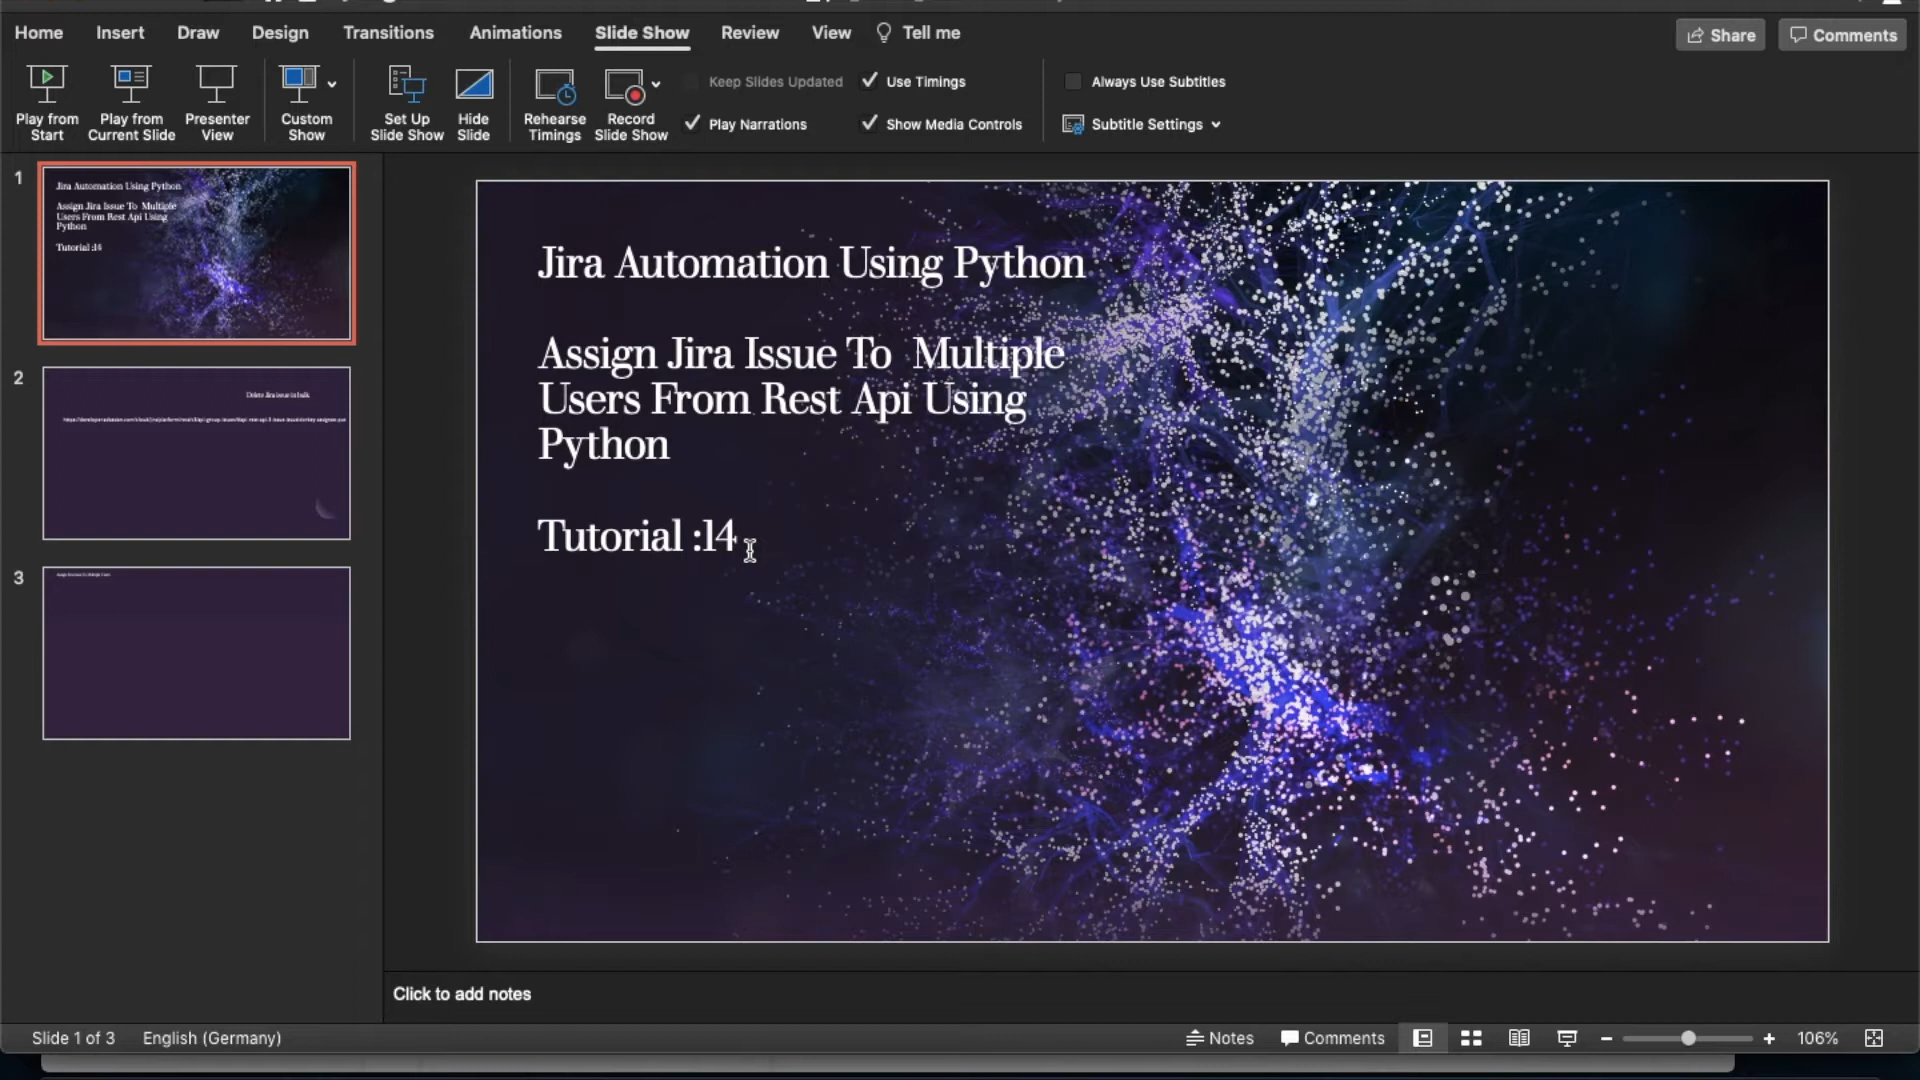 Home Insert Draw Design Transitions Animations Slide Show Review View Tell me Share Comments
Play from Start
Play from Current Slide
Presenter View
Custom Show
Set Up Slide Show
Hide Slide
Rehearse Timings
Record Slide Show
Keep Slides Updated
Use Timings
Always Use Subtitles
Play Narrations
Show Media Controls
Subtitle Settings
1
Jira Automation Using Python
Assign Jira Issue To Multiple
Users From Rest Api Using
Python
Tutorial :14
2
Delete Jira issue in bulk
3
Jira Automation Using Python
Assign Jira Issue To  Multiple
Users From Rest Api Using
Python
Tutorial :14
Click to add notes
Slide 1 of 3 English (Germany) Notes Comments 106%